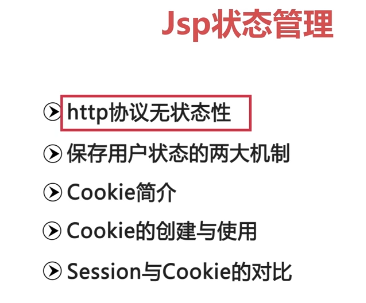 Jsp状态管理
http协议无状态性
保存用户状态的两大机制
Cookie简介
Cookie的创建与使用
Session与Cookie的对比